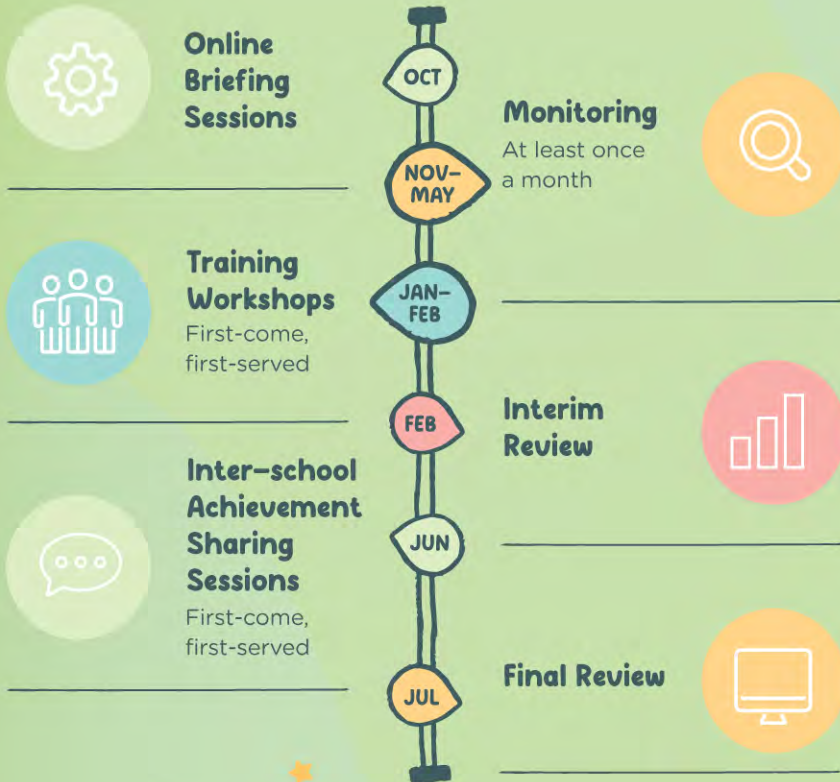 Online
Briefing
Sessions
OCT
Monitoring
At least once
a month
NOV–
MAY
Training
Workshops
First-come,
first-served
JAN–
FEB
FEB
Interim
Review
Inter–school
Achievement
Sharing
Sessions
First-come,
first-served
JUN
JUL
Final Review